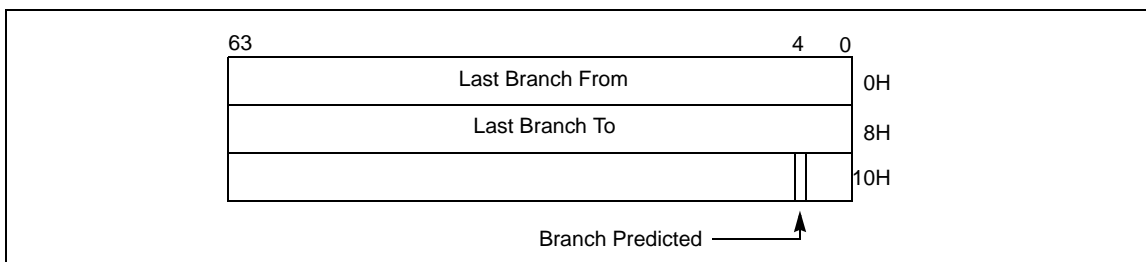 63 4 0
Last Branch From 0H
Last Branch To 8H
10H
Branch Predicted